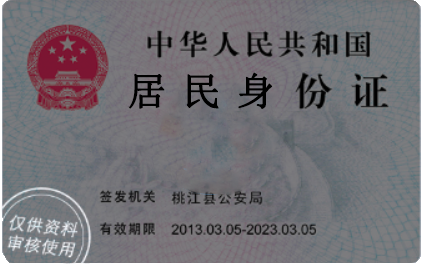 中华人民共和国
居民身份证
签发机关 桃江县公安局
有效期限 2013.03.05-2023.03.05
仅供资料
审核使用